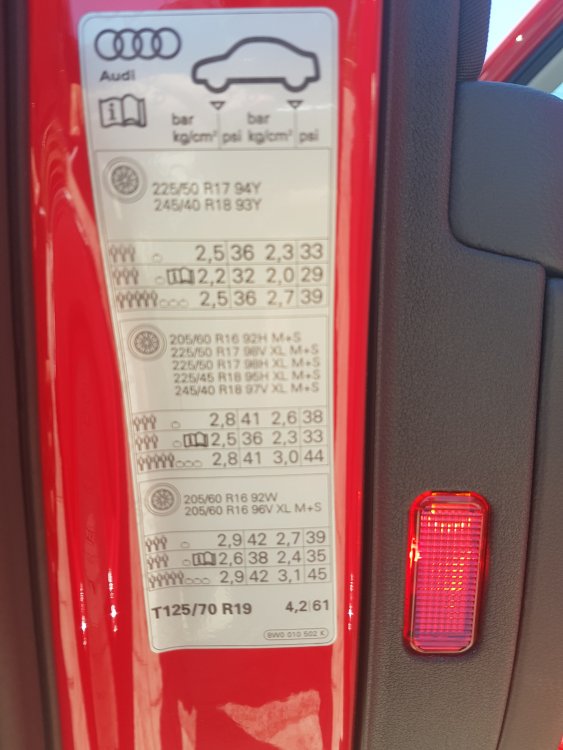 Audi
bar bar
kg/cm² psi kg/cm² psi
225/50 R17 94Y
245/40 R18 93Y
2,5 36 2,3 33
2,2 32 2,0 29
2,5 36 2,7 39
205/60 R16 92H M+S
225/50 R17 98V XL M+S
225/50 R17 98H XL M+S
225/45 R18 95H XL M+S
245/40 R18 97V XL M+S
2,8 41 2,6 38
2,5 36 2,3 33
2,8 41 3,0 44
205/60 R16 92W
205/60 R16 96V XL M+S
2,9 42 2,7 39
2,6 38 2,4 35
2,9 42 3,1 45
T125/70 R19 4,2 61
8W0 010 502 K